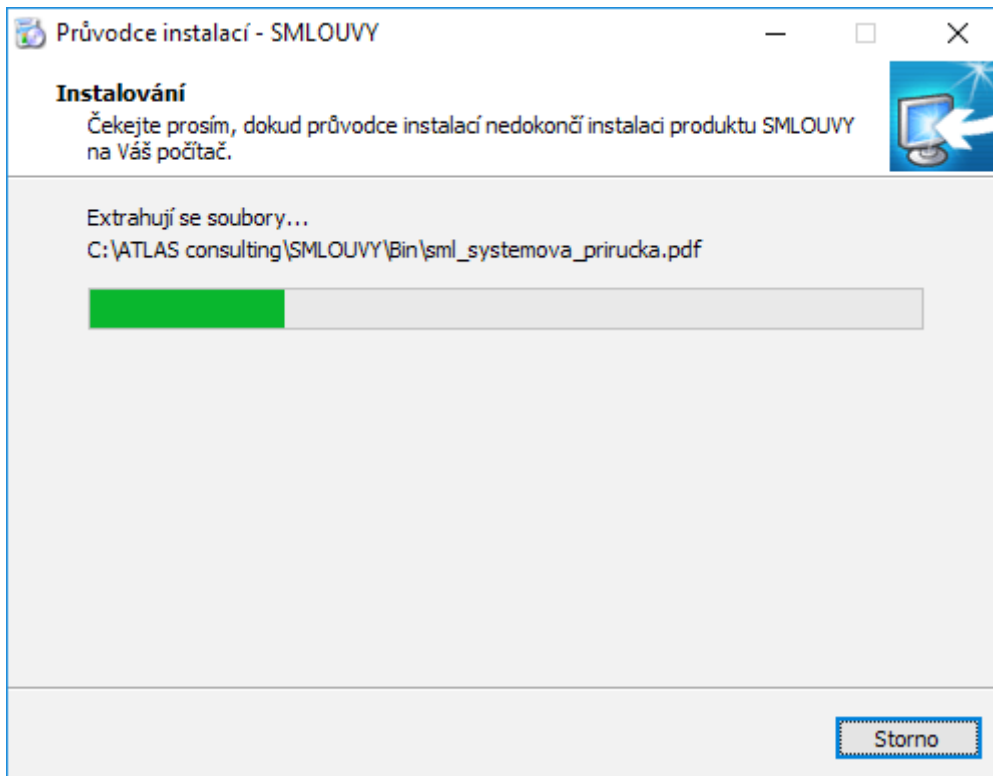 Průvodce instalací - SMLOUVY
Instalování
Čekejte prosím, dokud průvodce instalací nedokončí instalaci produktu SMLOUVY
na Váš počítač.
Extrahují se soubory...
C:\ATLAS consulting\SMLOUVY\Bin\sml_systemova_prirucka.pdf
Storno